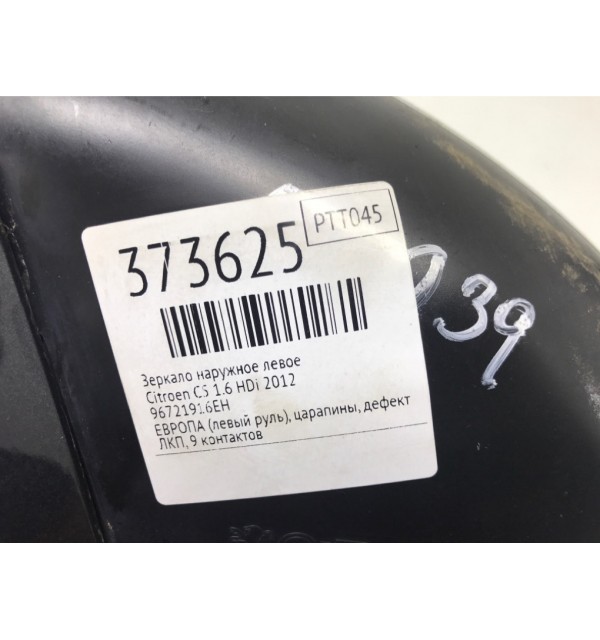 PTT045
373625
Зеркало наружное левое
Citroen C5 1.6 HDi 2012
96721916EH
ЕВРОПА (левый руль), царапины, дефект
ЛКП, 9 контактов
039